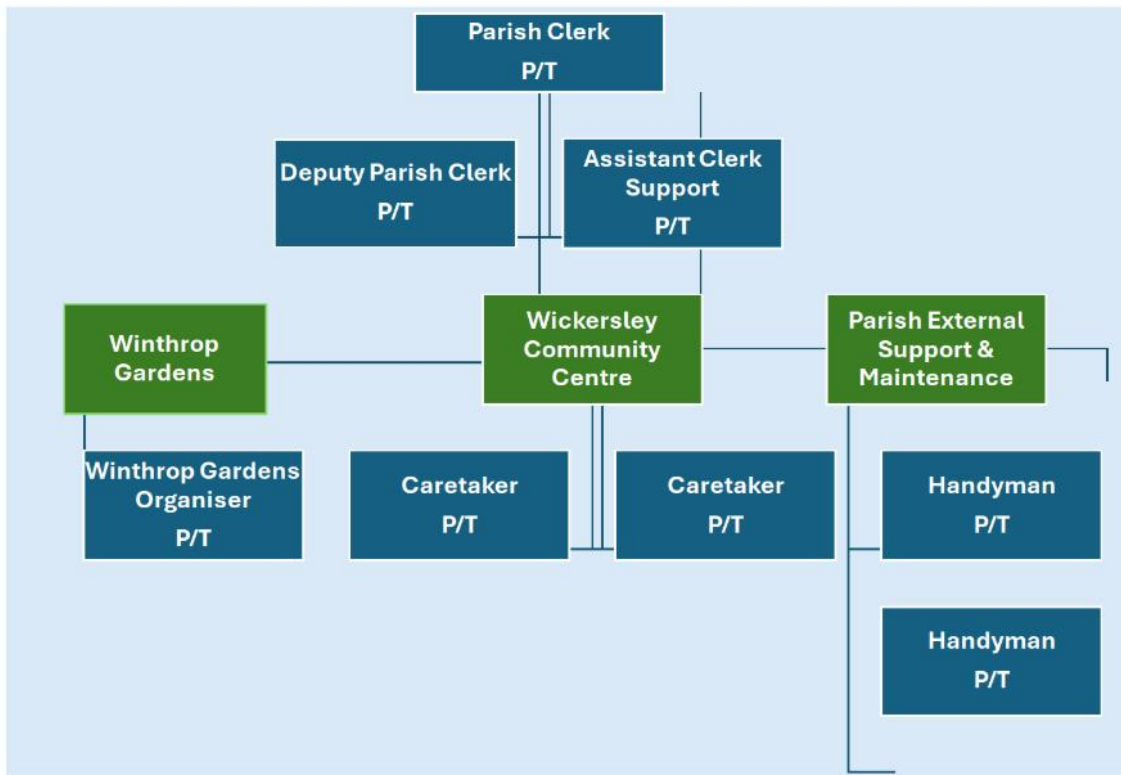 Parish Clerk
P/T
Deputy Parish Clerk
P/T
Assistant Clerk
Support
P/T
Winthrop
Gardens
Wickersley
Community
Centre
Parish External
Support &
Maintenance
Winthrop Gardens
Organiser
P/T
Caretaker
P/T
Caretaker
P/T
Handyman
P/T
Handyman
P/T